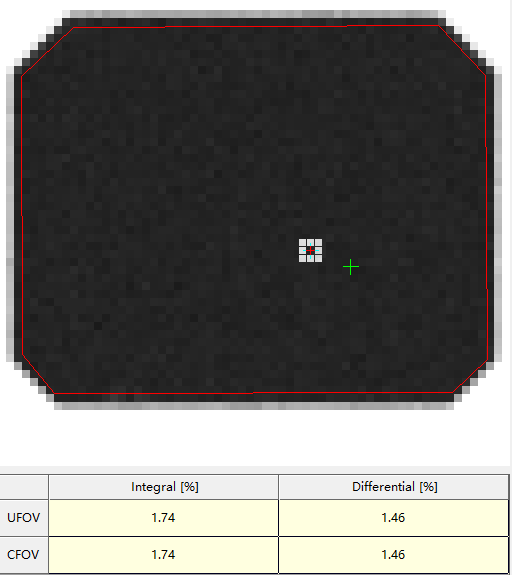 Integral [%] Differential [%]
UFOV 1.74 1.46
CFOV 1.74 1.46